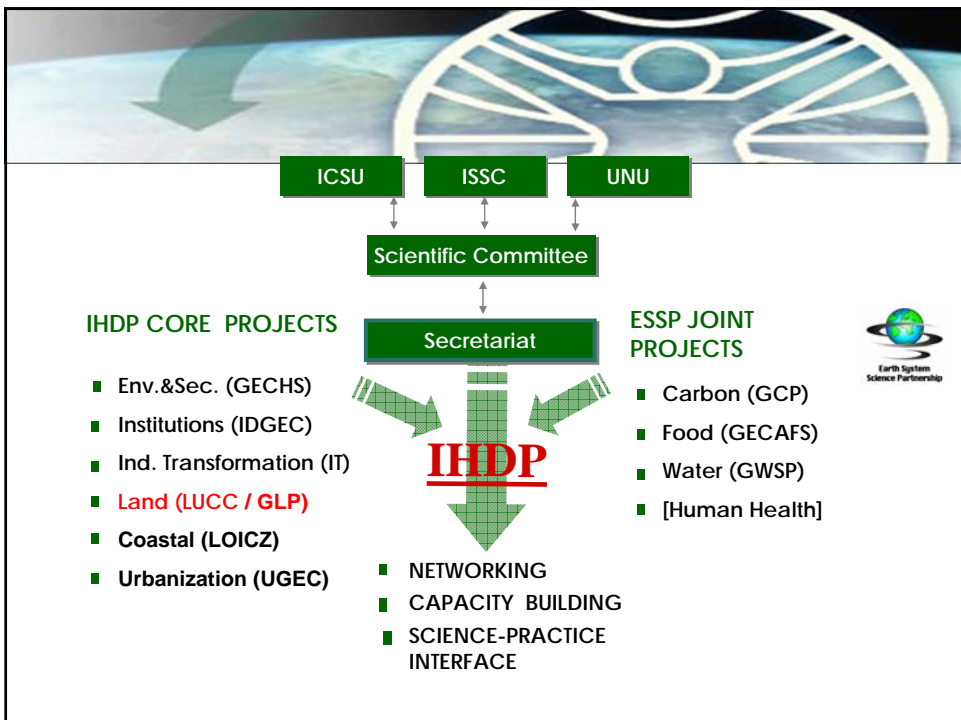 ICSU
ISSC
UNU
Scientific Committee
Secretariat
IHDP CORE PROJECTS
Env.&Sec. (GECHS)
Institutions (IDGEC)
Ind. Transformation (IT)
Land (LUCC / GLP)
Coastal (LOICZ)
Urbanization (UGEC)
IHDP
ESSP JOINT
PROJECTS
Earth System
Science Partnership
Carbon (GCP)
Food (GECAFS)
Water (GWSP)
[Human Health]
NETWORKING
CAPACITY BUILDING
SCIENCE-PRACTICE
INTERFACE